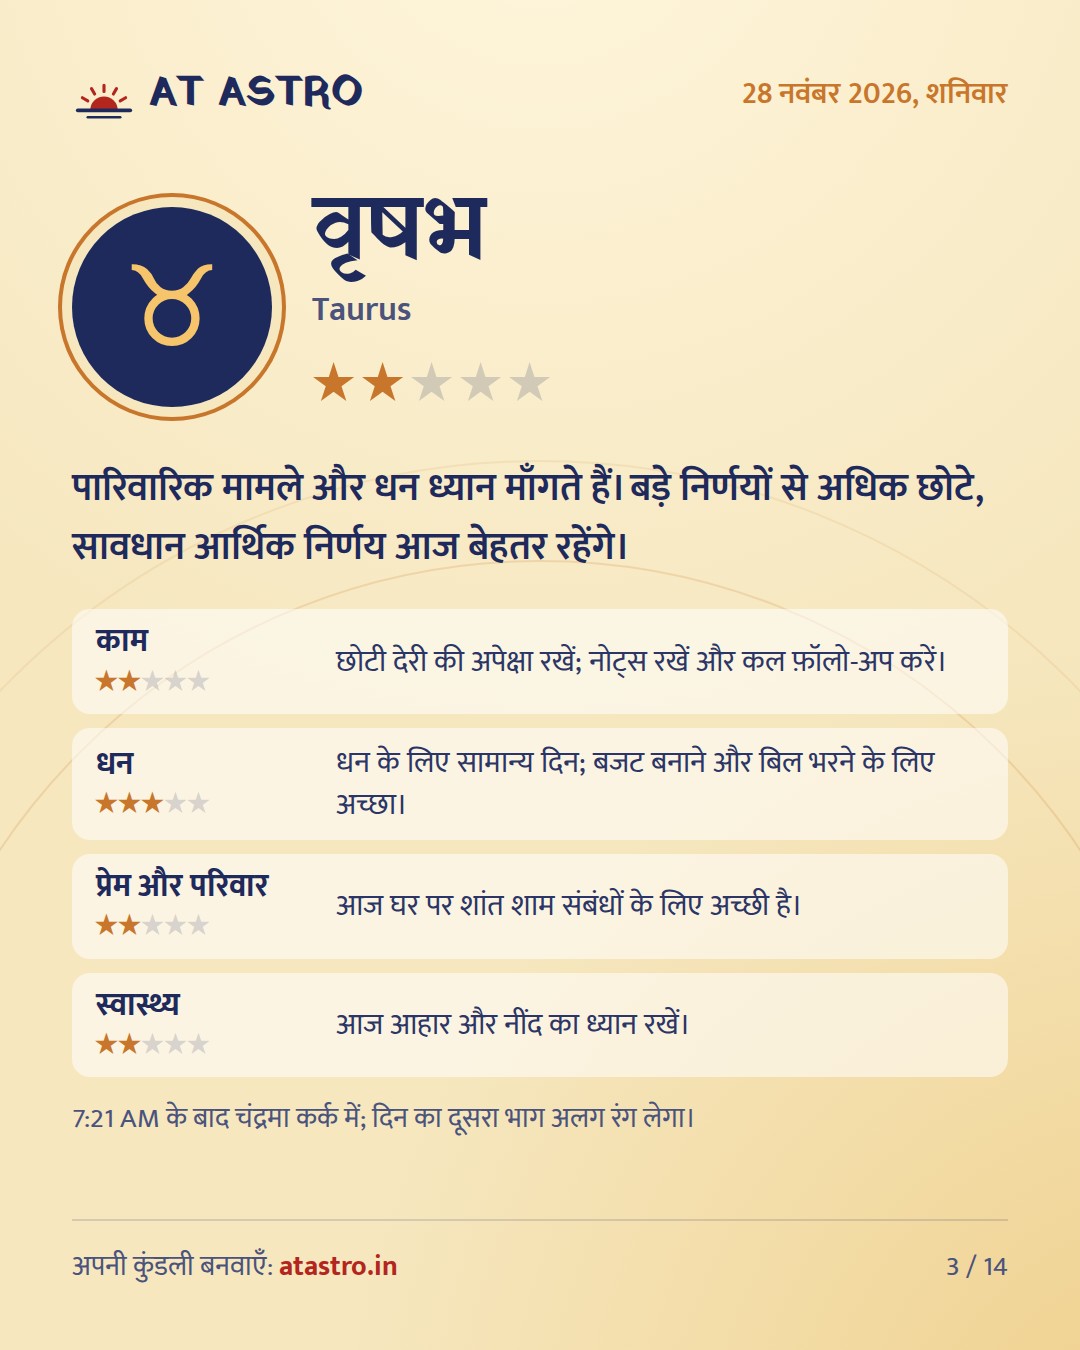 AT ASTRO
28 नवंबर 2026, शनिवार
वृषभ
Taurus
पारिवारिक मामले और धन ध्यान माँगते हैं। बड़े निर्णयों से अधिक छोटे,
सावधान आर्थिक निर्णय आज बेहतर रहेंगे।
काम
छोटी देरी की अपेक्षा रखें; नोट्स रखें और कल फ़ॉलो-अप करें।
धन
धन के लिए सामान्य दिन; बजट बनाने और बिल भरने के लिए
अच्छा।
प्रेम और परिवार
आज घर पर शांत शाम संबंधों के लिए अच्छी है।
स्वास्थ्य
आज आहार और नींद का ध्यान रखें।
7:21 AM के बाद चंद्रमा कर्क में; दिन का दूसरा भाग अलग रंग लेगा।
अपनी कुंडली बनवाएँ: atastro.in
3 / 14